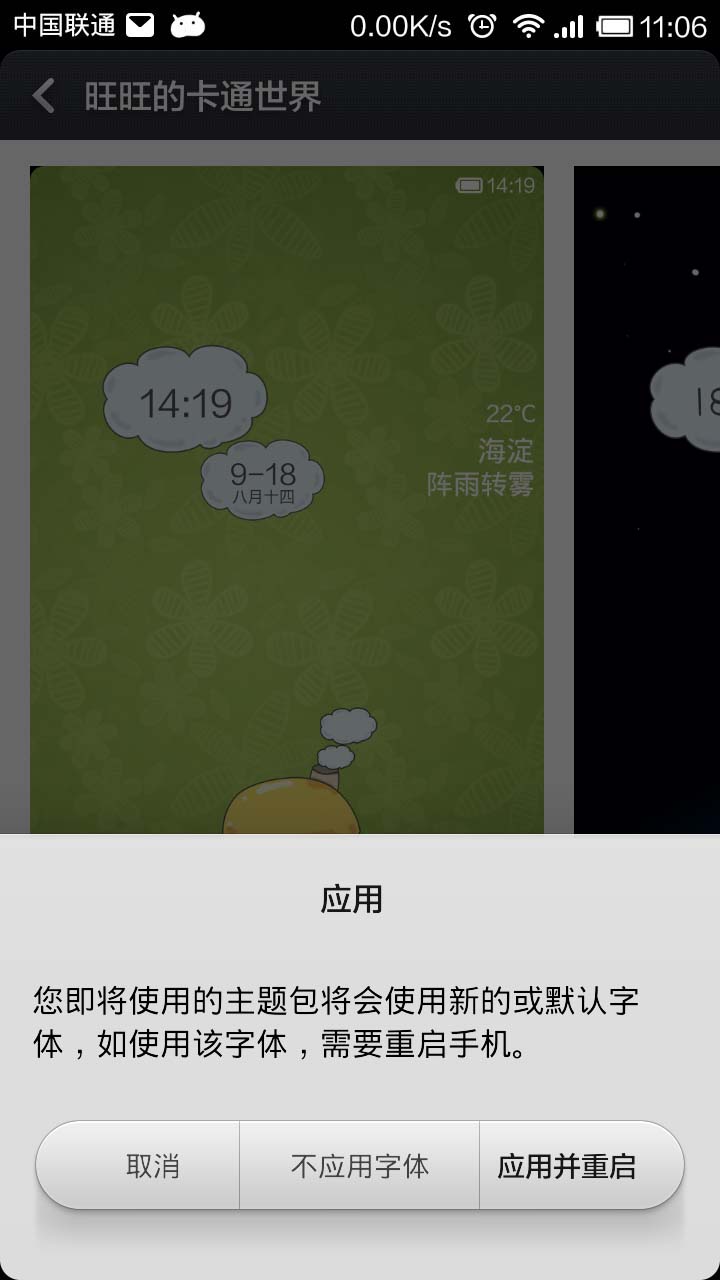 中国联通 0.00K/s 11:06
旺旺的卡通世界
14:19
14:19
22℃
9-18
海淀
八月十四
阵雨转雾
应用
您即将使用的主题包将会使用新的或默认字
体，如使用该字体，需要重启手机。
取消 不应用字体 应用并重启